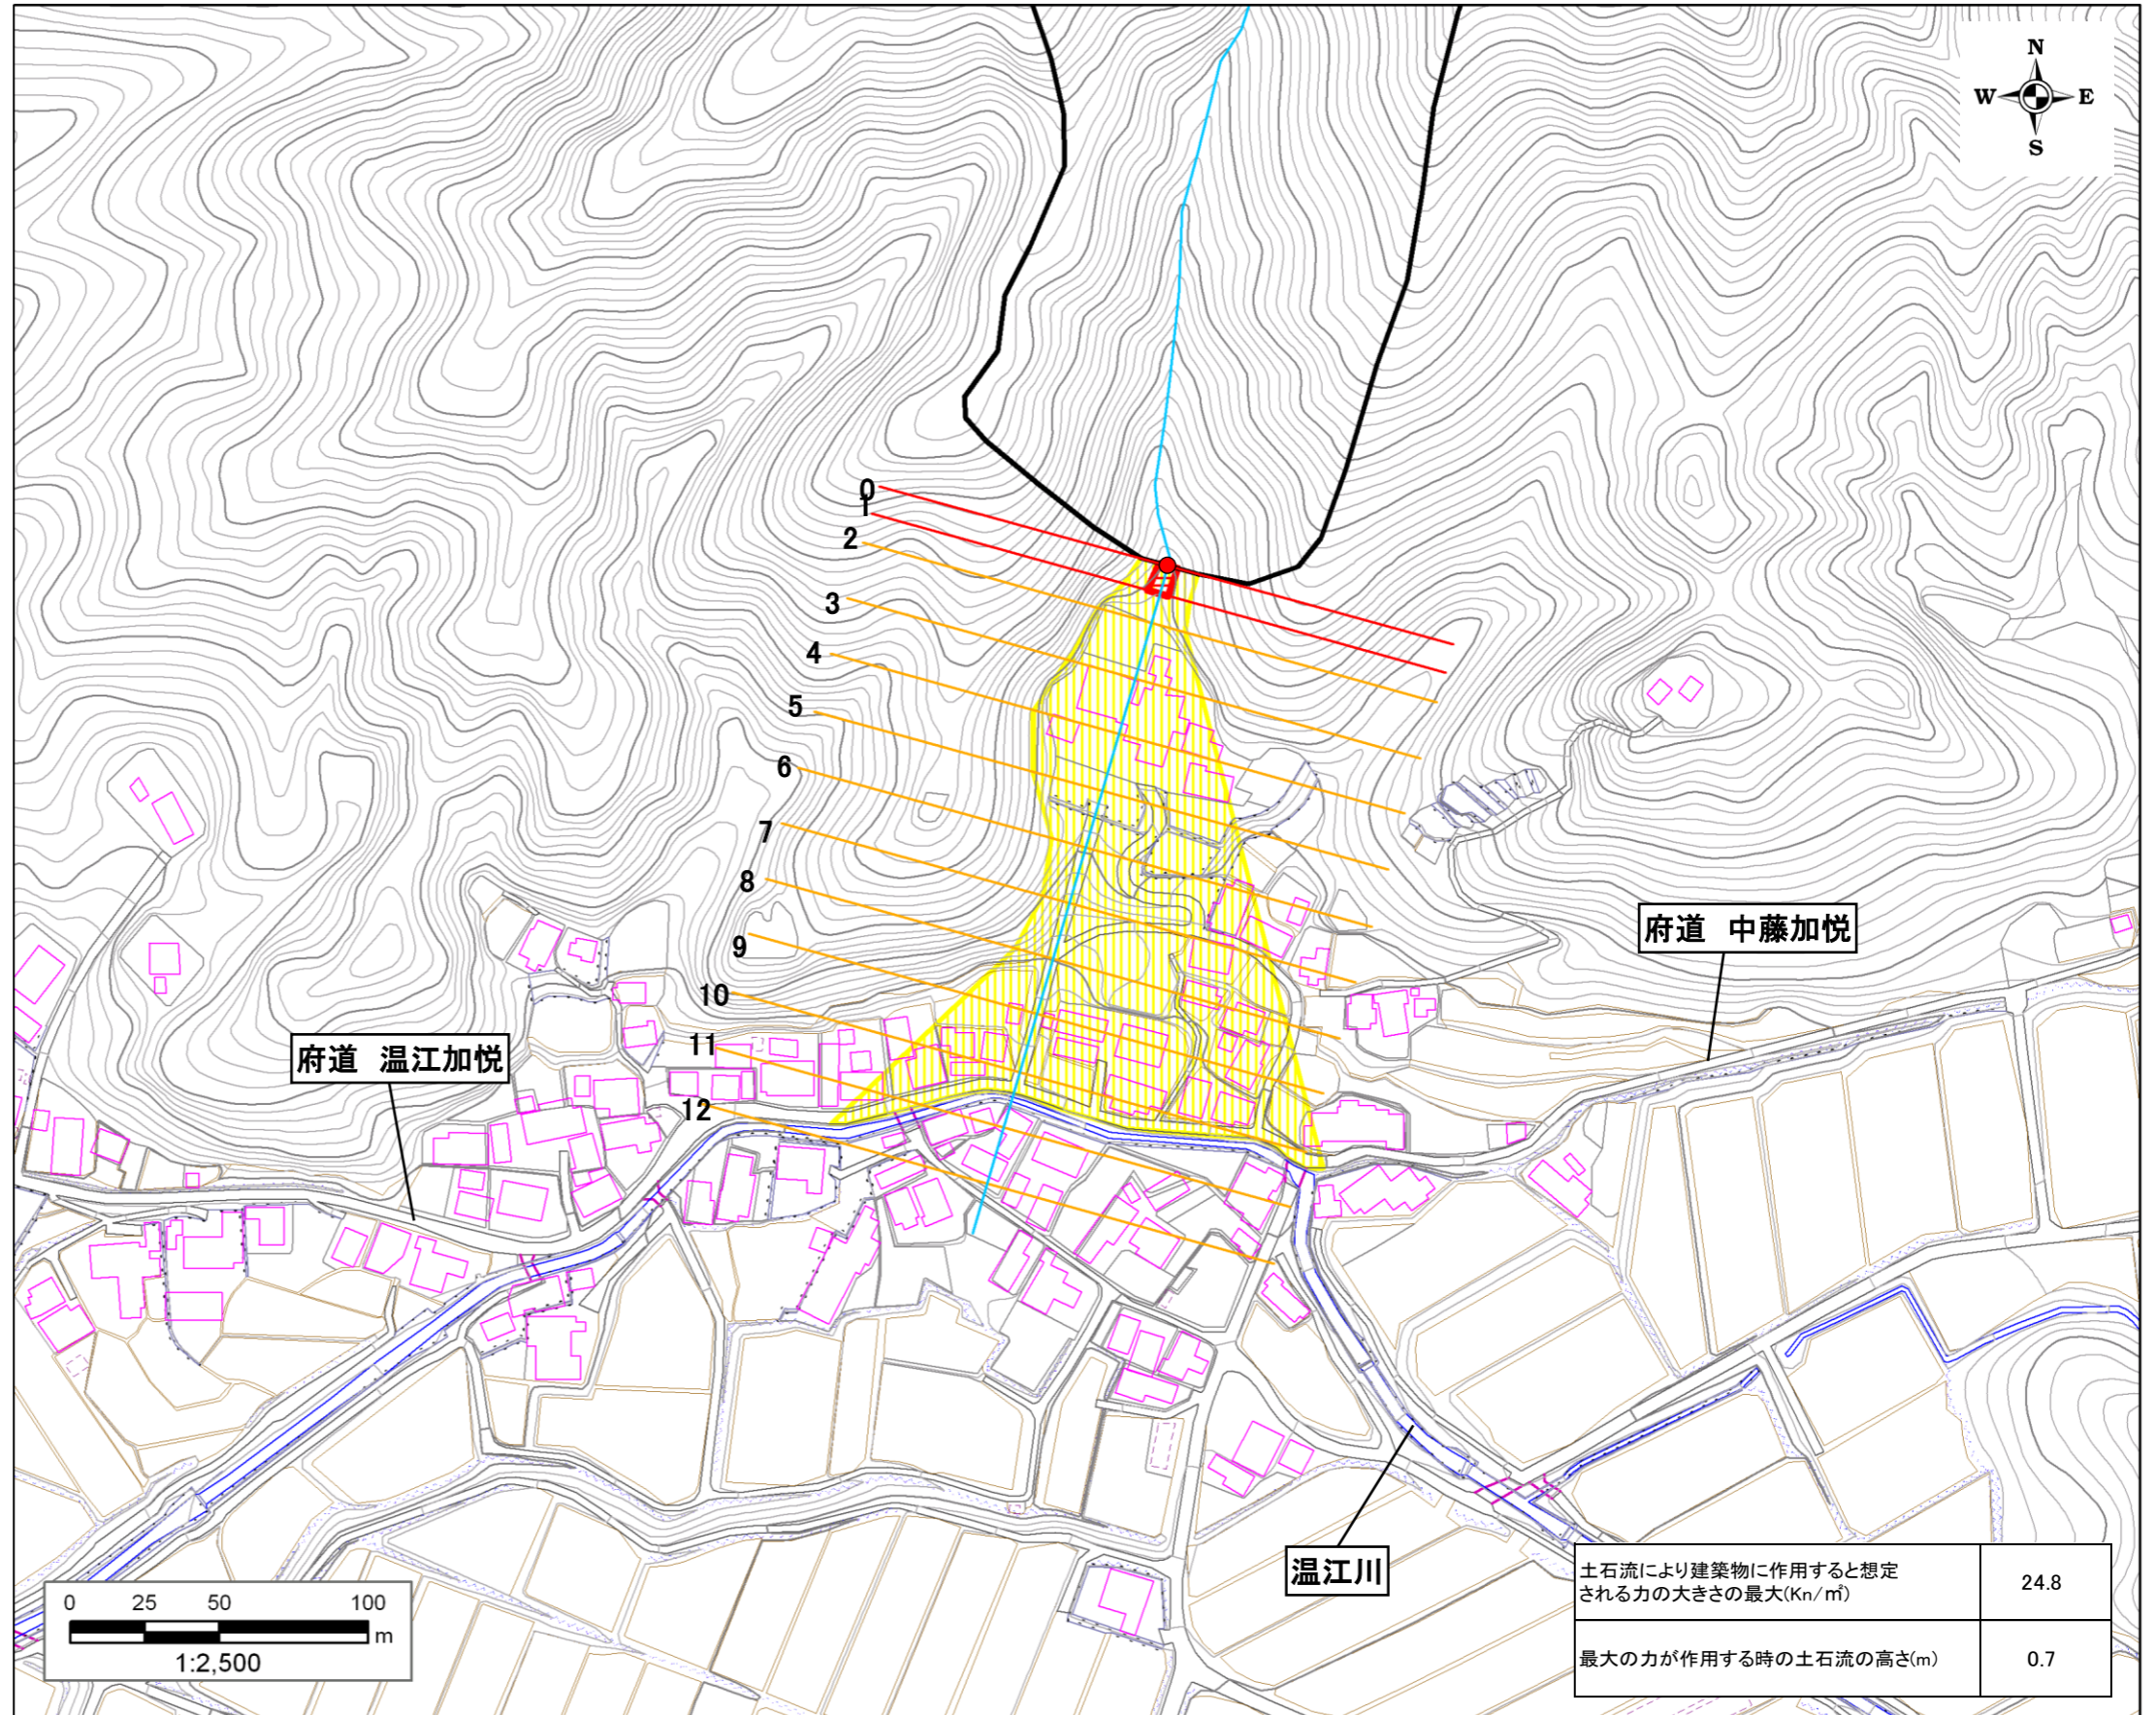 N
W E
S
0
1
2
3
4
5
6
7
8
9
10
11
12
府道 中藤加悦
府道 温江加悦
温江川
0 25 50 100
m
1:2,500
土石流により建築物に作用すると想定
される力の大きさの最大(Kn/㎡) 24.8
最大の力が作用する時の土石流の高さ(m) 0.7